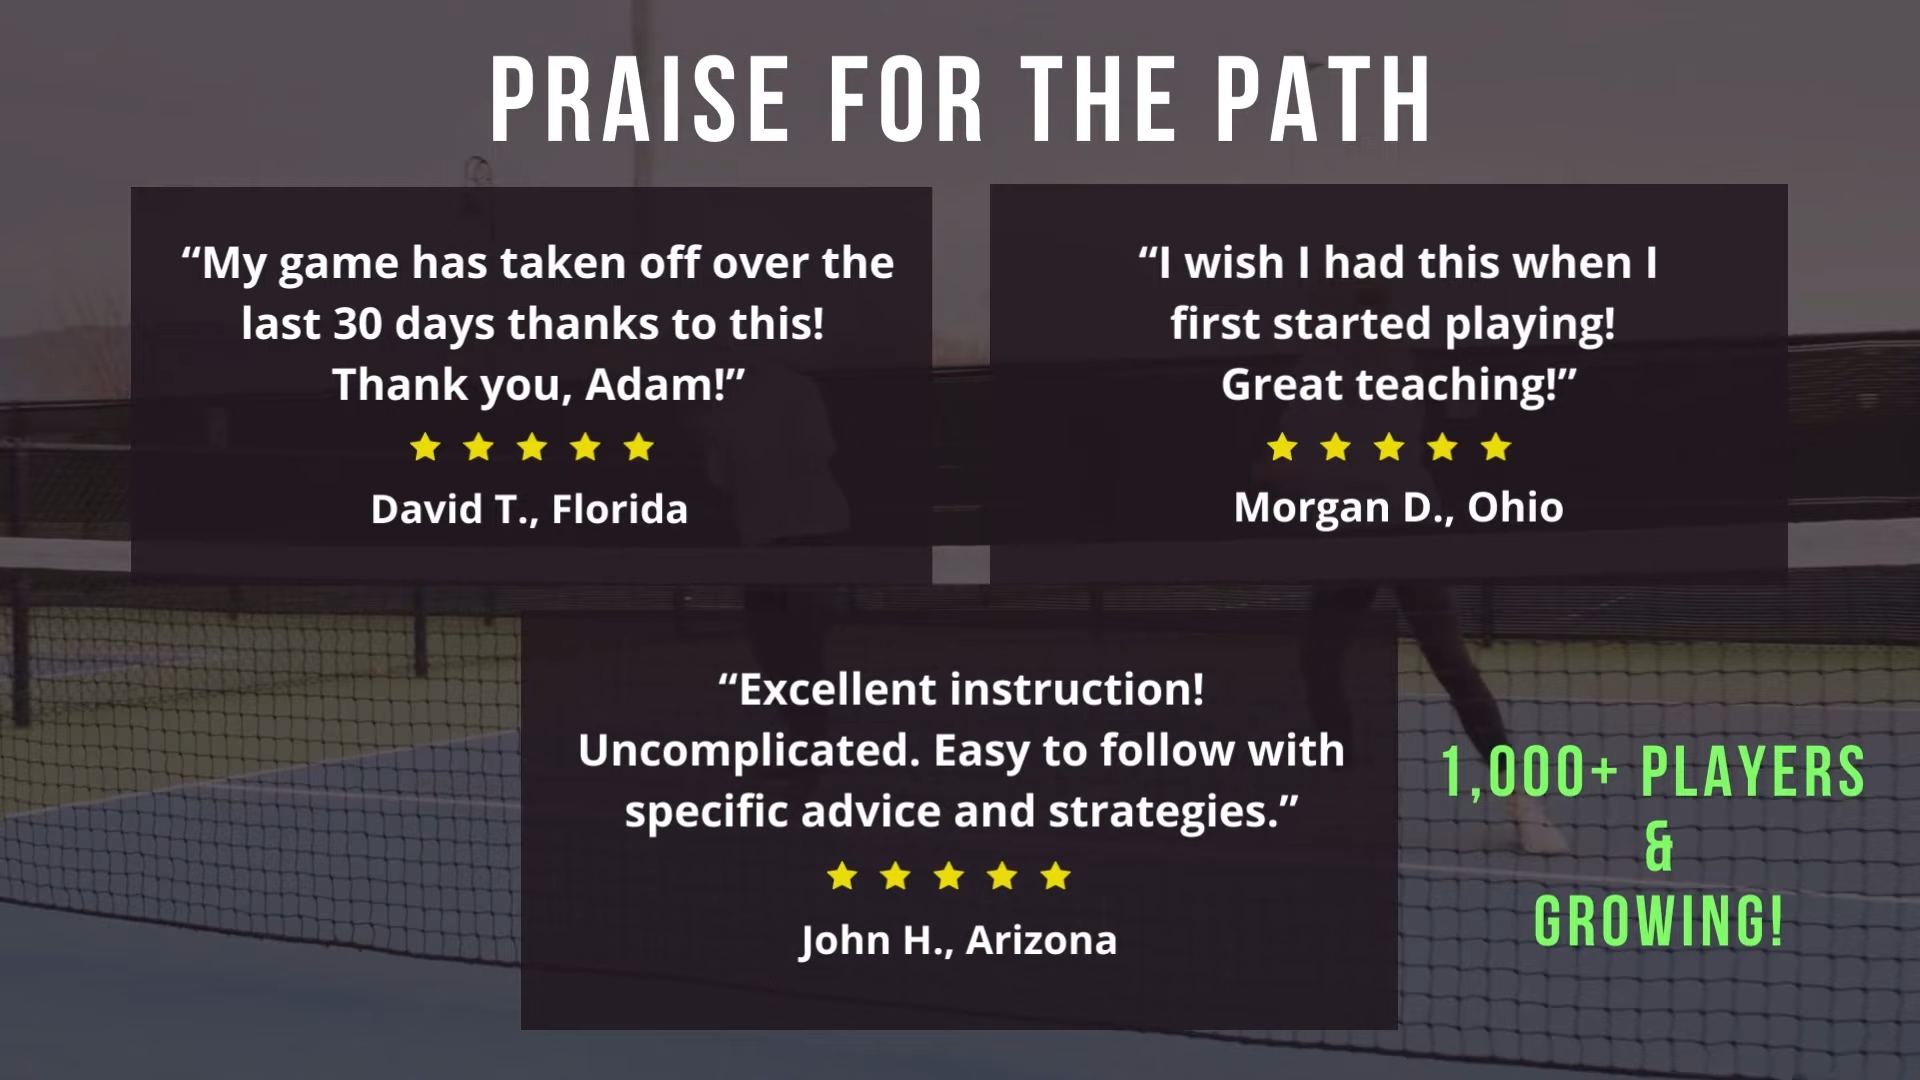 PRAISE FOR THE PATH
“My game has taken off over the
last 30 days thanks to this!
Thank you, Adam!”
David T., Florida
“I wish I had this when I
first started playing!
Great teaching!”
Morgan D., Ohio
“Excellent instruction!
Uncomplicated. Easy to follow with
specific advice and strategies.”
John H., Arizona
1,000+ PLAYERS
&
GROWING!